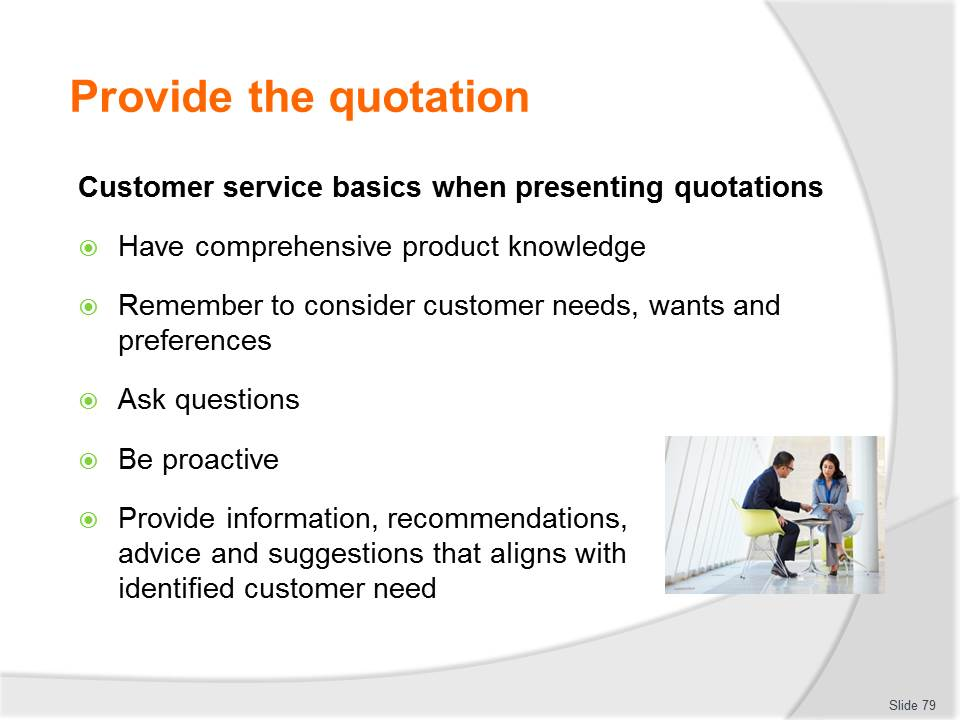 Provide the quotation
Customer service basics when presenting quotations
Have comprehensive product knowledge
Remember to consider customer needs, wants and
preferences
Ask questions
Be proactive
Provide information, recommendations,
advice and suggestions that aligns with
identified customer need
Slide 79